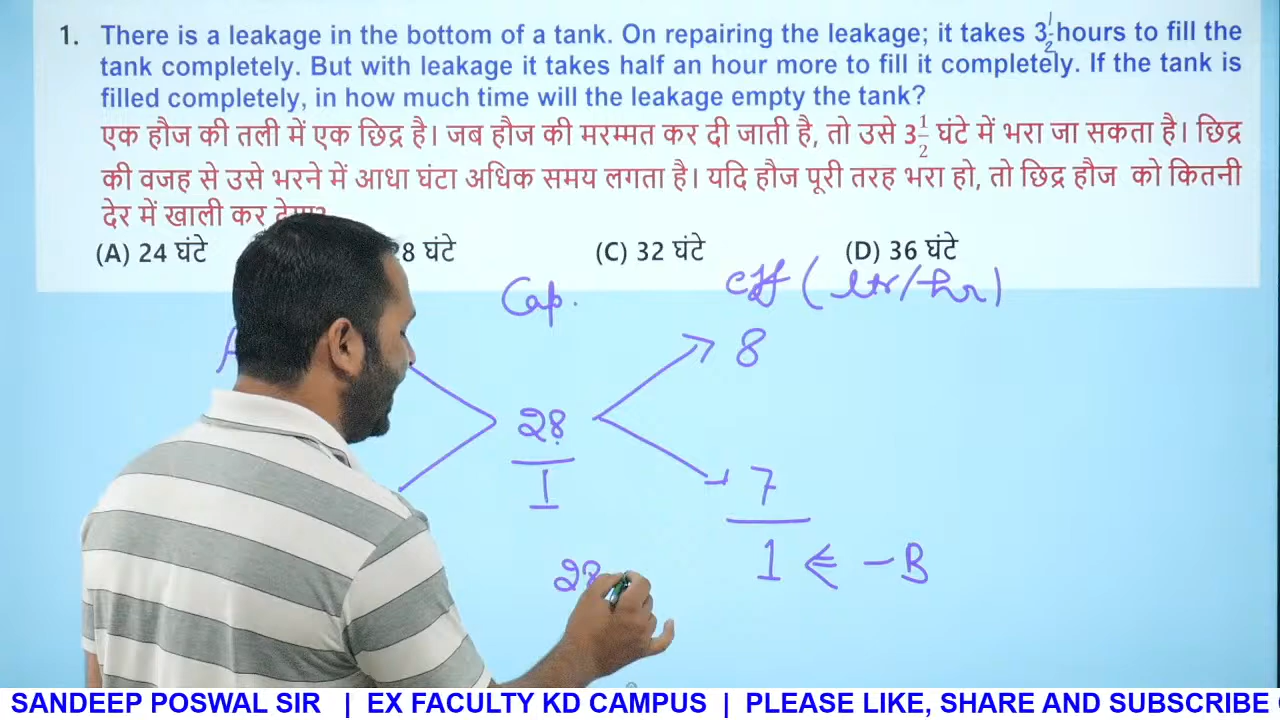 1. There is a leakage in the bottom of a tank. On repairing the leakage; it takes 3 1/2 hours to fill the
tank completely. But with leakage it takes half an hour more to fill it completely. If the tank is
filled completely, in how much time will the leakage empty the tank?
एक हौज की तली में एक छिद्र है। जब हौज की मरम्मत कर दी जाती है, तो उसे 3 1/2 घंटे में भरा जा सकता है। छिद्र
की वजह से उसे भरने में आधा घंटा अधिक समय लगता है। यदि हौज पूरी तरह भरा हो, तो छिद्र हौज को कितनी
देर में खाली कर
(A) 24 घंटे 8 घंटे (C) 32 घंटे (D) 36 घंटे
Cap. eff (ltr/hr)
8
28
1
7
1 ⇐ -B
28
SANDEEP POSWAL SIR | EX FACULTY KD CAMPUS | PLEASE LIKE, SHARE AND SUBSCRIBE